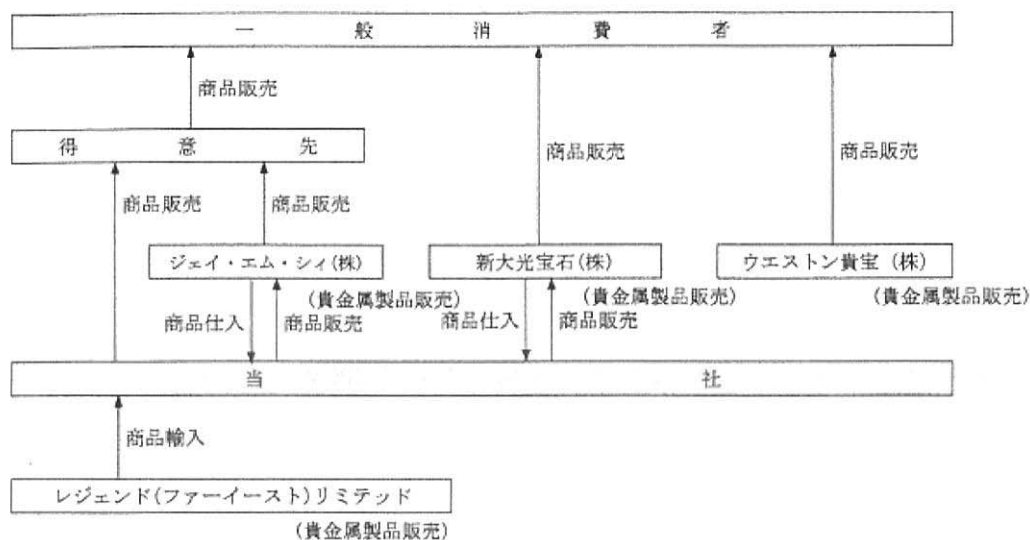 一般消費者
商品販売
得意先
商品販売
商品販売
商品販売
商品販売
ジェイ・エム・シィ(株)
新大光宝石(株)
ウエストン貴宝(株)
(貴金属製品販売)
(貴金属製品販売)
(貴金属製品販売)
商品仕入
商品販売
商品仕入
商品販売
当社
商品輸入
レジェンド(ファーイースト)リミテッド
(貴金属製品販売)